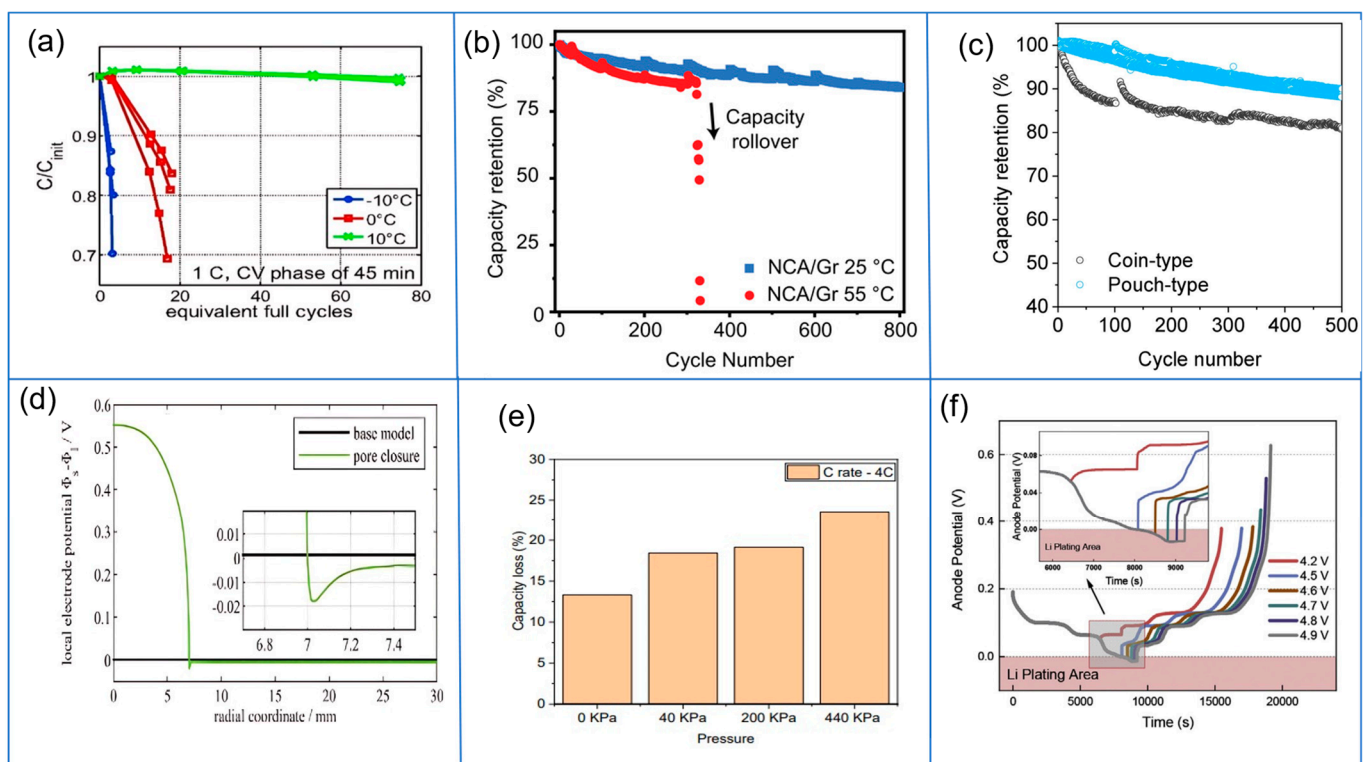 (a)
C/C_init
1
0.9
0.8
0.7
-10°C
0°C
10°C
1 C, CV phase of 45 min
0 20 40 60 80
equivalent full cycles
(b)
Capacity retention (%)
100
75
50
25
0
Capacity
rollover
NCA/Gr 25 °C
NCA/Gr 55 °C
0 200 400 600 800
Cycle Number
(c)
Capacity retention (%)
100
90
80
70
60
50
40
Coin-type
Pouch-type
0 100 200 300 400 500
Cycle number
(d)
local electrode potential Φs-Φl / V
0.6
0.5
0.4
0.3
0.2
0.1
0
base model
pore closure
0.01
0
-0.01
-0.02
6.8 7 7.2 7.4
0 5 10 15 20 25 30
radial coordinate / mm
(e)
Capacity loss (%)
30
25
20
15
10
5
0
C rate - 4C
0 KPa 40 KPa 200 KPa 440 KPa
Pressure
(f)
Anode Potential (V)
0.6
0.4
0.2
0.0
Anode Potential (V)
0.08
0.04
0.00
Li Plating Area
6000 7000 8000 9000
Time (s)
4.2 V
4.5 V
4.6 V
4.7 V
4.8 V
4.9 V
Li Plating Area
0 5000 10000 15000 20000
Time (s)